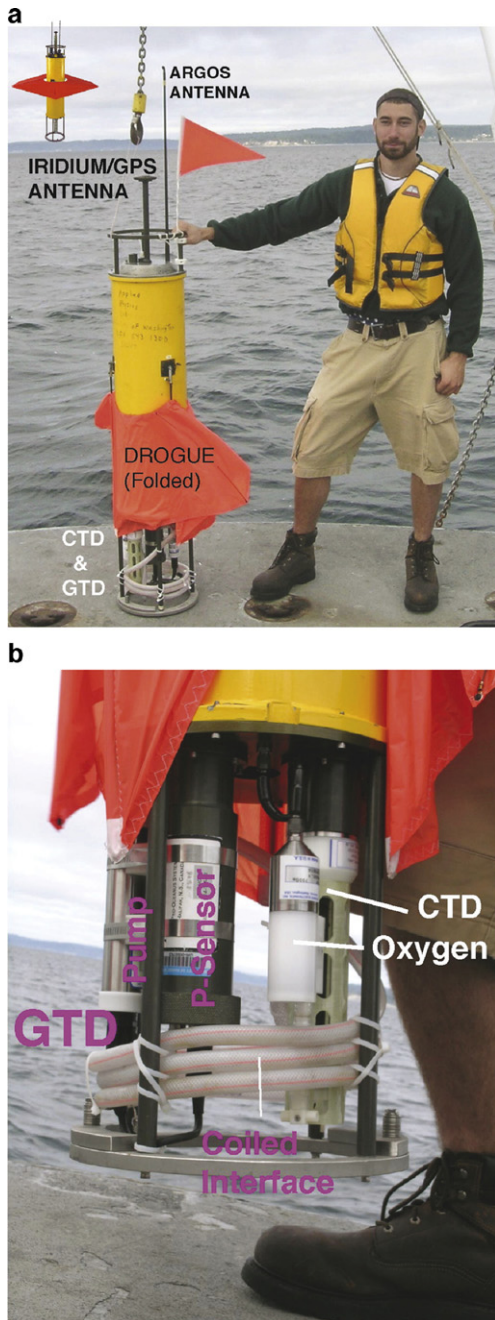 a
ARGOS
ANTENNA
IRIDIUM/GPS
ANTENNA
DROGUE
(Folded)
CTD
&
GTD
b
Pump
P-Sensor
CTD
Oxygen
GTD
Coiled
Interface